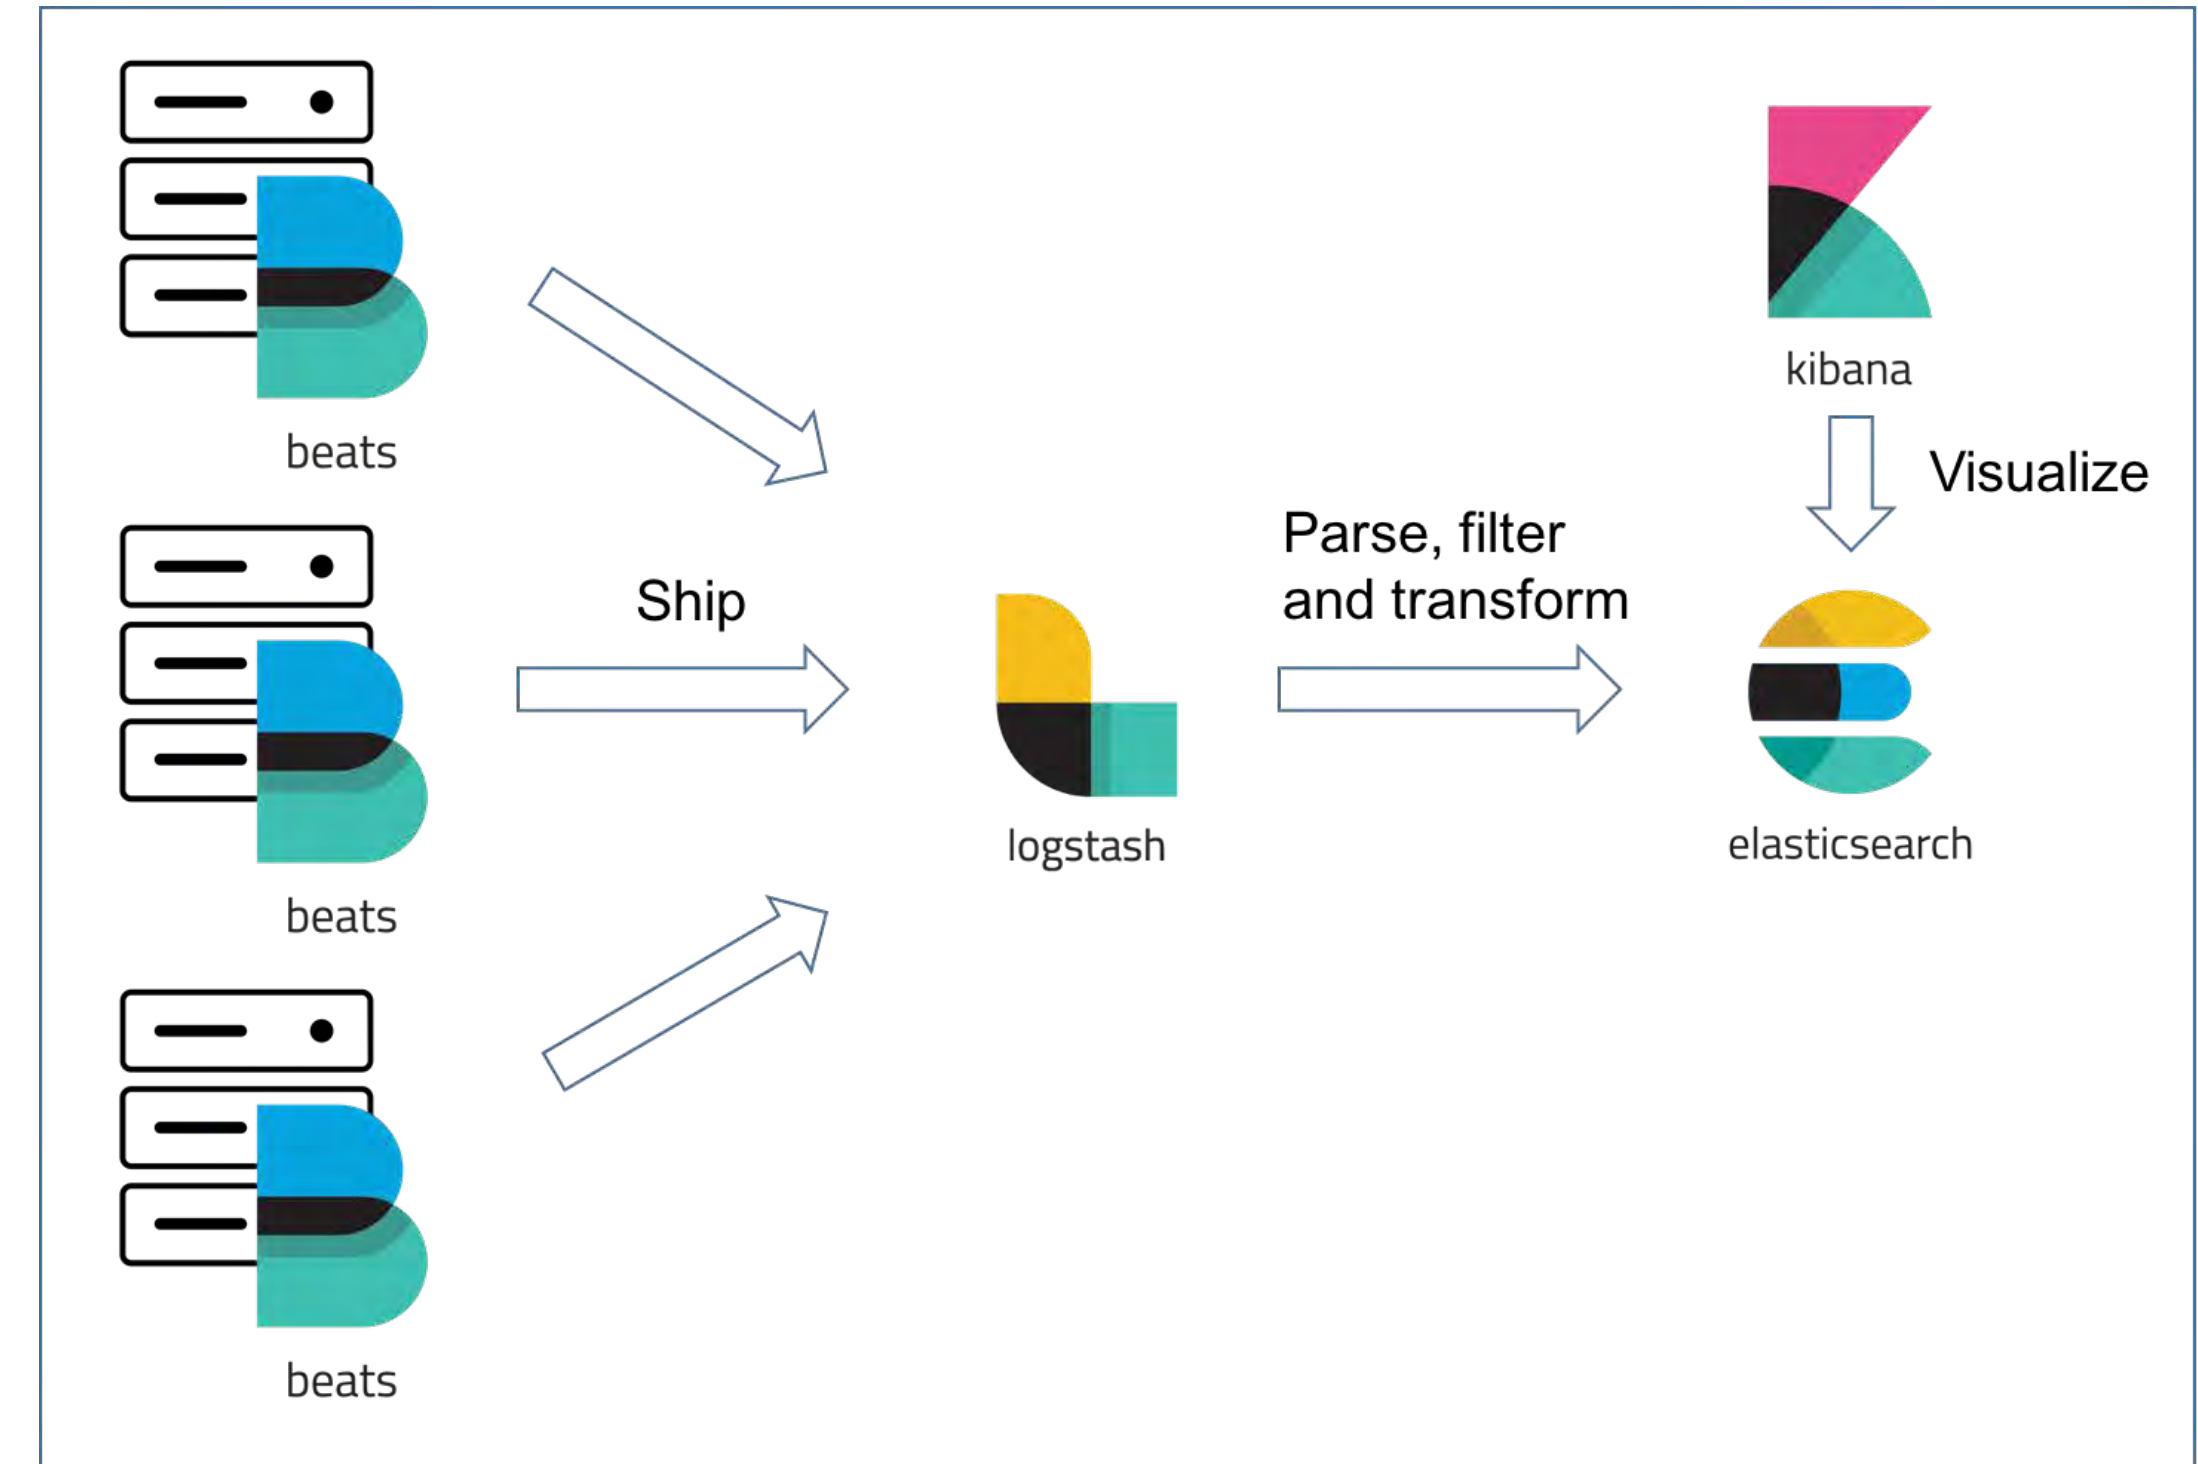 beats
beats
beats
Ship
logstash
Parse, filter
and transform
kibana
Visualize
elasticsearch